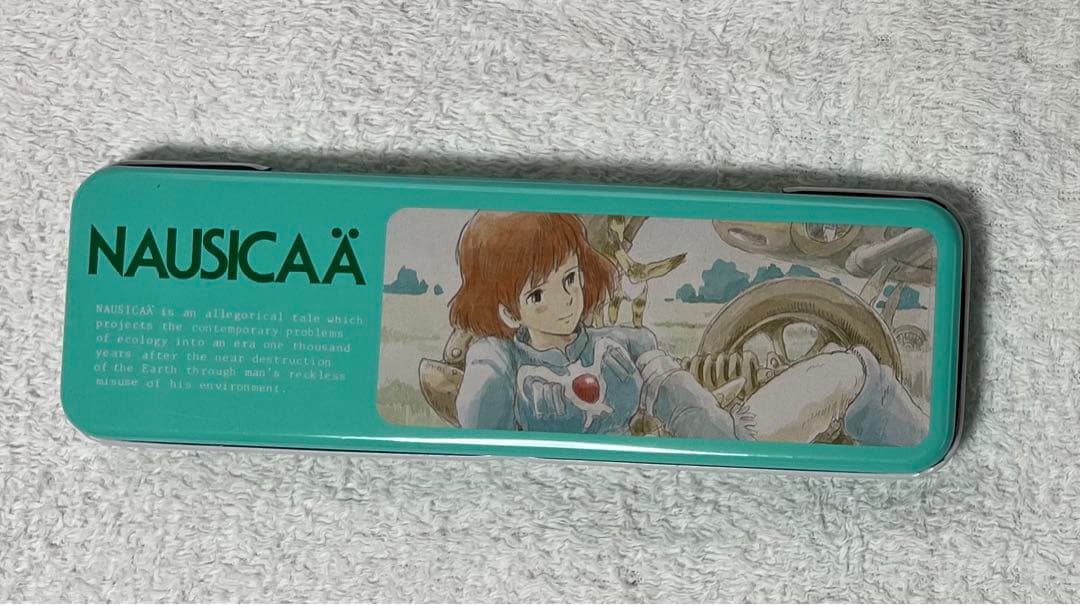 NAUSICAÄ
NAUSICAÄ is an allegorical tale which
projects the contemporary problems
of ecology into an era one thousand
years after the near destruction
of the Earth through man's reckless
misuse of his environment.